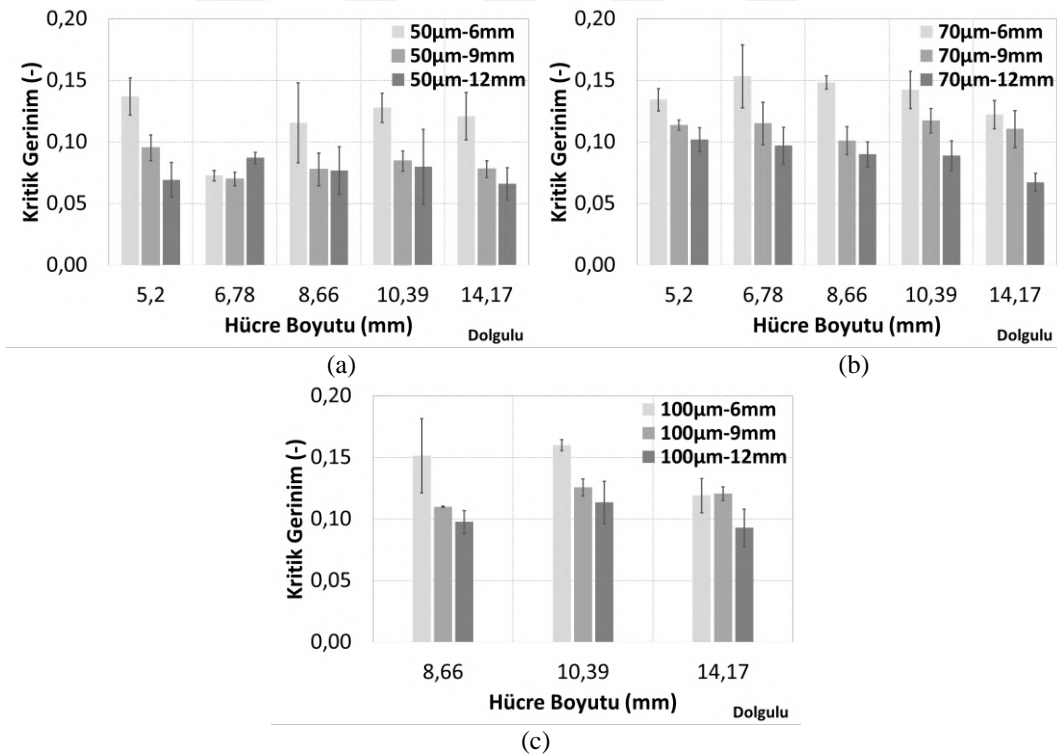 0,20
0,15
0,10
0,05
0,00
Kritik Gerinim (-)
50µm-6mm
50µm-9mm
50µm-12mm
5,2 6,78 8,66 10,39 14,17
Hücre Boyutu (mm)
Dolgulu
(a)
0,20
0,15
0,10
0,05
0,00
Kritik Gerinim (-)
70µm-6mm
70µm-9mm
70µm-12mm
5,2 6,78 8,66 10,39 14,17
Hücre Boyutu (mm)
Dolgulu
(b)
0,20
0,15
0,10
0,05
0,00
Kritik Gerinim (-)
100µm-6mm
100µm-9mm
100µm-12mm
8,66 10,39 14,17
Hücre Boyutu (mm)
Dolgulu
(c)